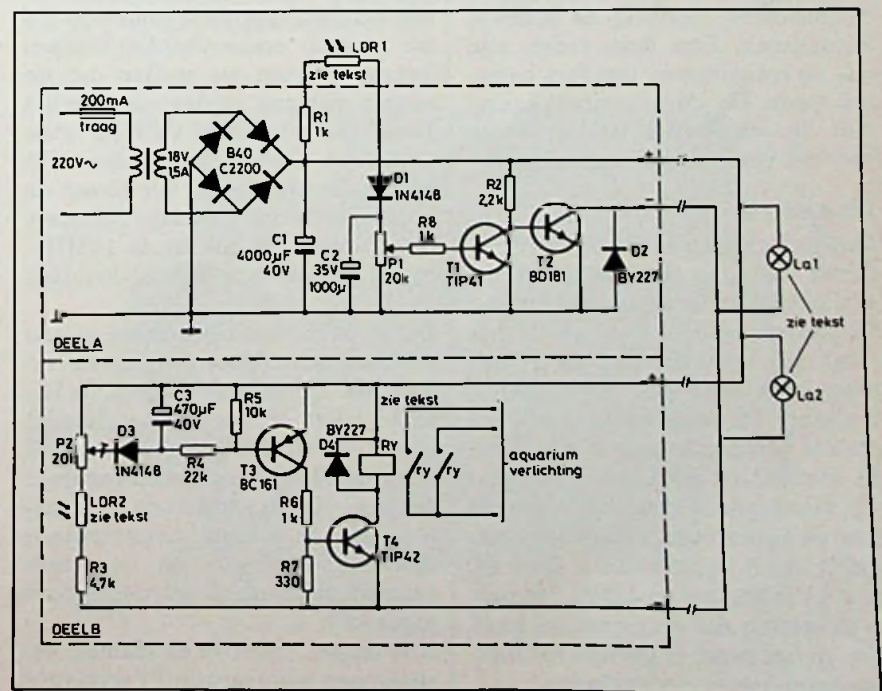 LDR1
zie tekst
200mA
traag
220V~
18V
1,5A
B40
C2200
R1
1k
D1
1N4148
R2
2,2k
+
-
R8
1k
C1
4000µF
40V
C2
35V
1000µ
P1
20k
T1
TIP41
T2
BD181
D2
BY227
La1
zie tekst
La2
DEEL A
+
C3
470µF
40V
R5
10k
zie tekst
BY227
D4
RY
ry
ry
aquarium
verlichting
P2
20k
D3
1N4148
R4
22k
T3
BC161
LDR2
zie tekst
R6
1k
T4
TIP42
R3
4,7k
R7
330
-
DEEL B